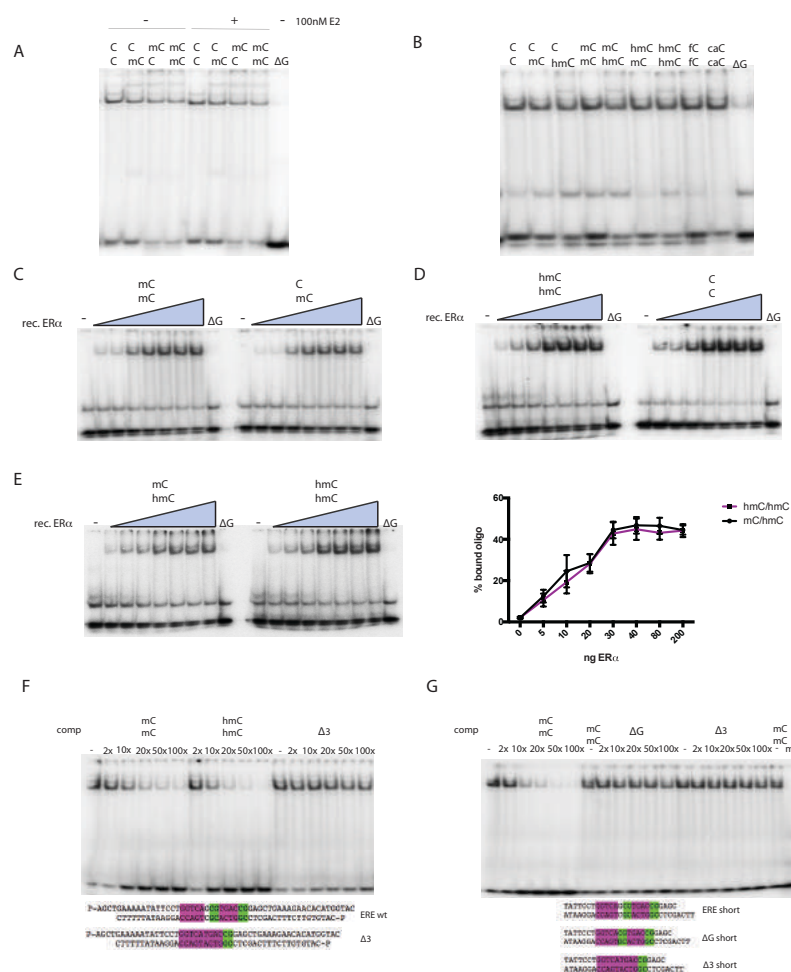 - + -
100nM E2
A
C C mC mC C C mC mC
C mC C mC C mC C mC ΔG
B
C C C mC mC hmC hmC fC caC
C mC hmC mC hmC mC hmC fC caC ΔG
C
mC
mC
C
mC
rec. ERα - ΔG - ΔG
D
hmC
hmC
C
C
rec. ERα - ΔG - ΔG
E
mC
hmC
hmC
hmC
rec. ERα - ΔG - ΔG
60
40
20
0
% bound oligo
0 5 10 20 30 40 80 200
ng ERα
hmC/hmC
mC/hmC
F
comp
mC
mC
hmC
hmC
Δ3
- 2x 10x 20x 50x 100x - 2x 10x 20x 50x 100x - 2x 10x 20x 50x 100x
P-AGCTGAAAAATATTCCTGGTCAGCGTGACCGGAGCTGAAAGAACACATGGTAC
CTTTTTATAAGGACCAGTCGCACTGGCCTCGACTTTCTTGTGTAC-P
ERE wt
P-AGCTGAAAAATATTCCTGGTCATGACCGGAGCTGAAAGAACACATGGTAC
CTTTTTATAAGGACCAGTACTGGCCTCGACTTTCTTGTGTAC-P
Δ3
G
comp
mC
mC
mC
mC
ΔG
Δ3
mC
mC
- 2x 10x 20x 50x 100x - 2x 10x 20x 50x 100x - 2x 10x 20x 50x 100x -
ERE short
ΔG short
Δ3 short